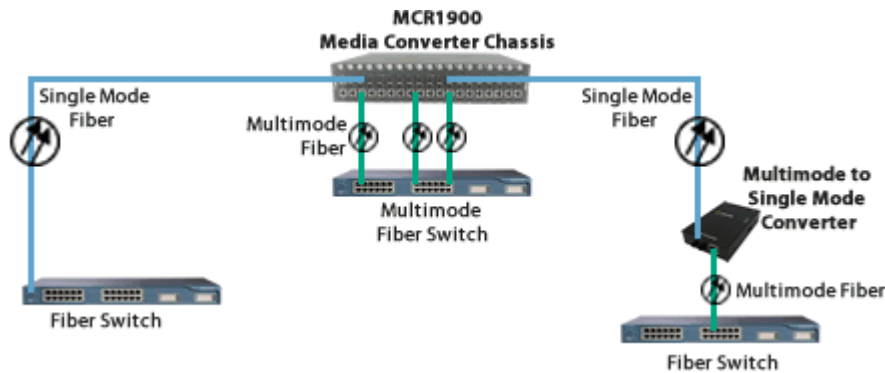 MCR1900
Media Converter Chassis
Single Mode
Fiber
Multimode
Fiber
Single Mode
Fiber
Multimode
Fiber Switch
Multimode to
Single Mode
Converter
Multimode Fiber
Fiber Switch
Fiber Switch